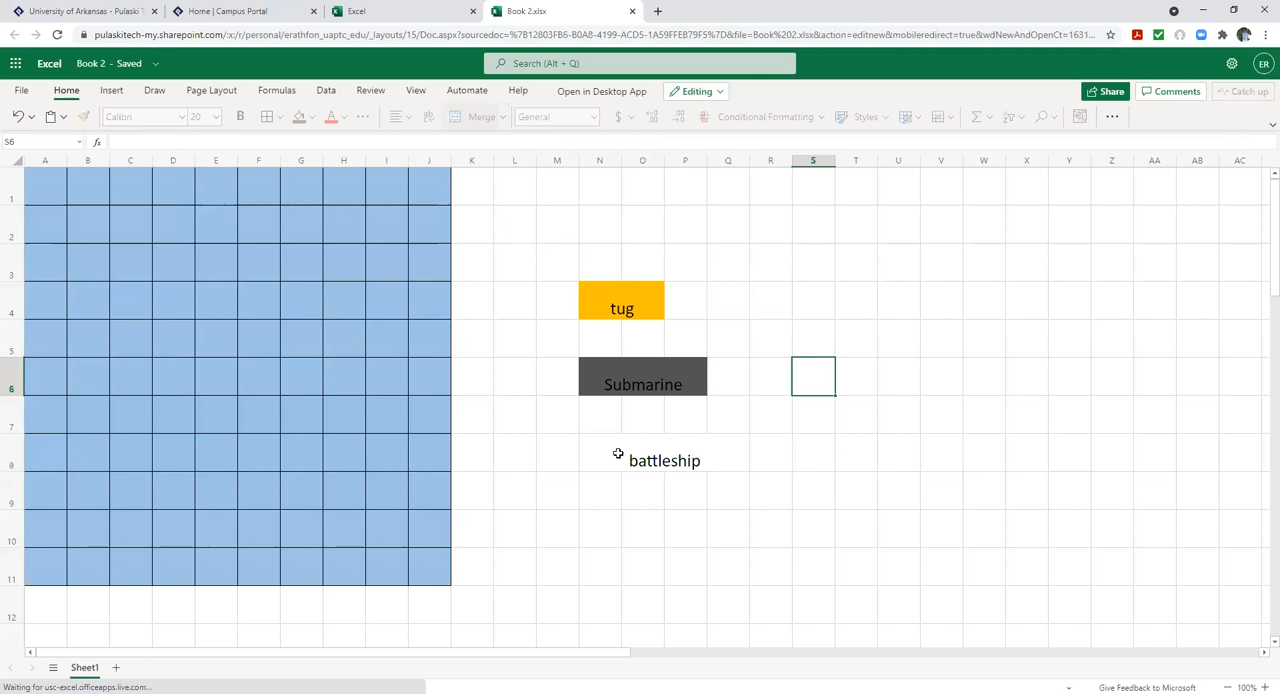 University of Arkansas - Pulaski T
Home | Campus Portal
Excel
Book 2.xlsx
pulaskitech-my.sharepoint.com/:x:/r/personal/erathfon_uaptc_edu/_layouts/15/Doc.aspx?sourcedoc=%7B12803FB6-B0A8-4199-ACD5-1A59FFEB79F5%7D&file=Book%202.xlsx&action=editnew&mobileredirect=true&wdNewAndOpenCt=1631...
Excel
Book 2 - Saved
Search (Alt + Q)
ER
File
Home
Insert
Draw
Page Layout
Formulas
Data
Review
View
Automate
Help
Open in Desktop App
Editing
Share
Comments
Catch up
Calibri
20
B
A
ab
Merge
General
$
Conditional Formatting
Styles
S6
fx
A B C D E F G H I J K L M N O P Q R S T U V W X Y Z AA AB AC
1
2
3
4
tug
5
6
Submarine
7
8
battleship
9
10
11
12
Sheet1
Waiting for usc-excel.officeapps.live.com...
Give Feedback to Microsoft
100%